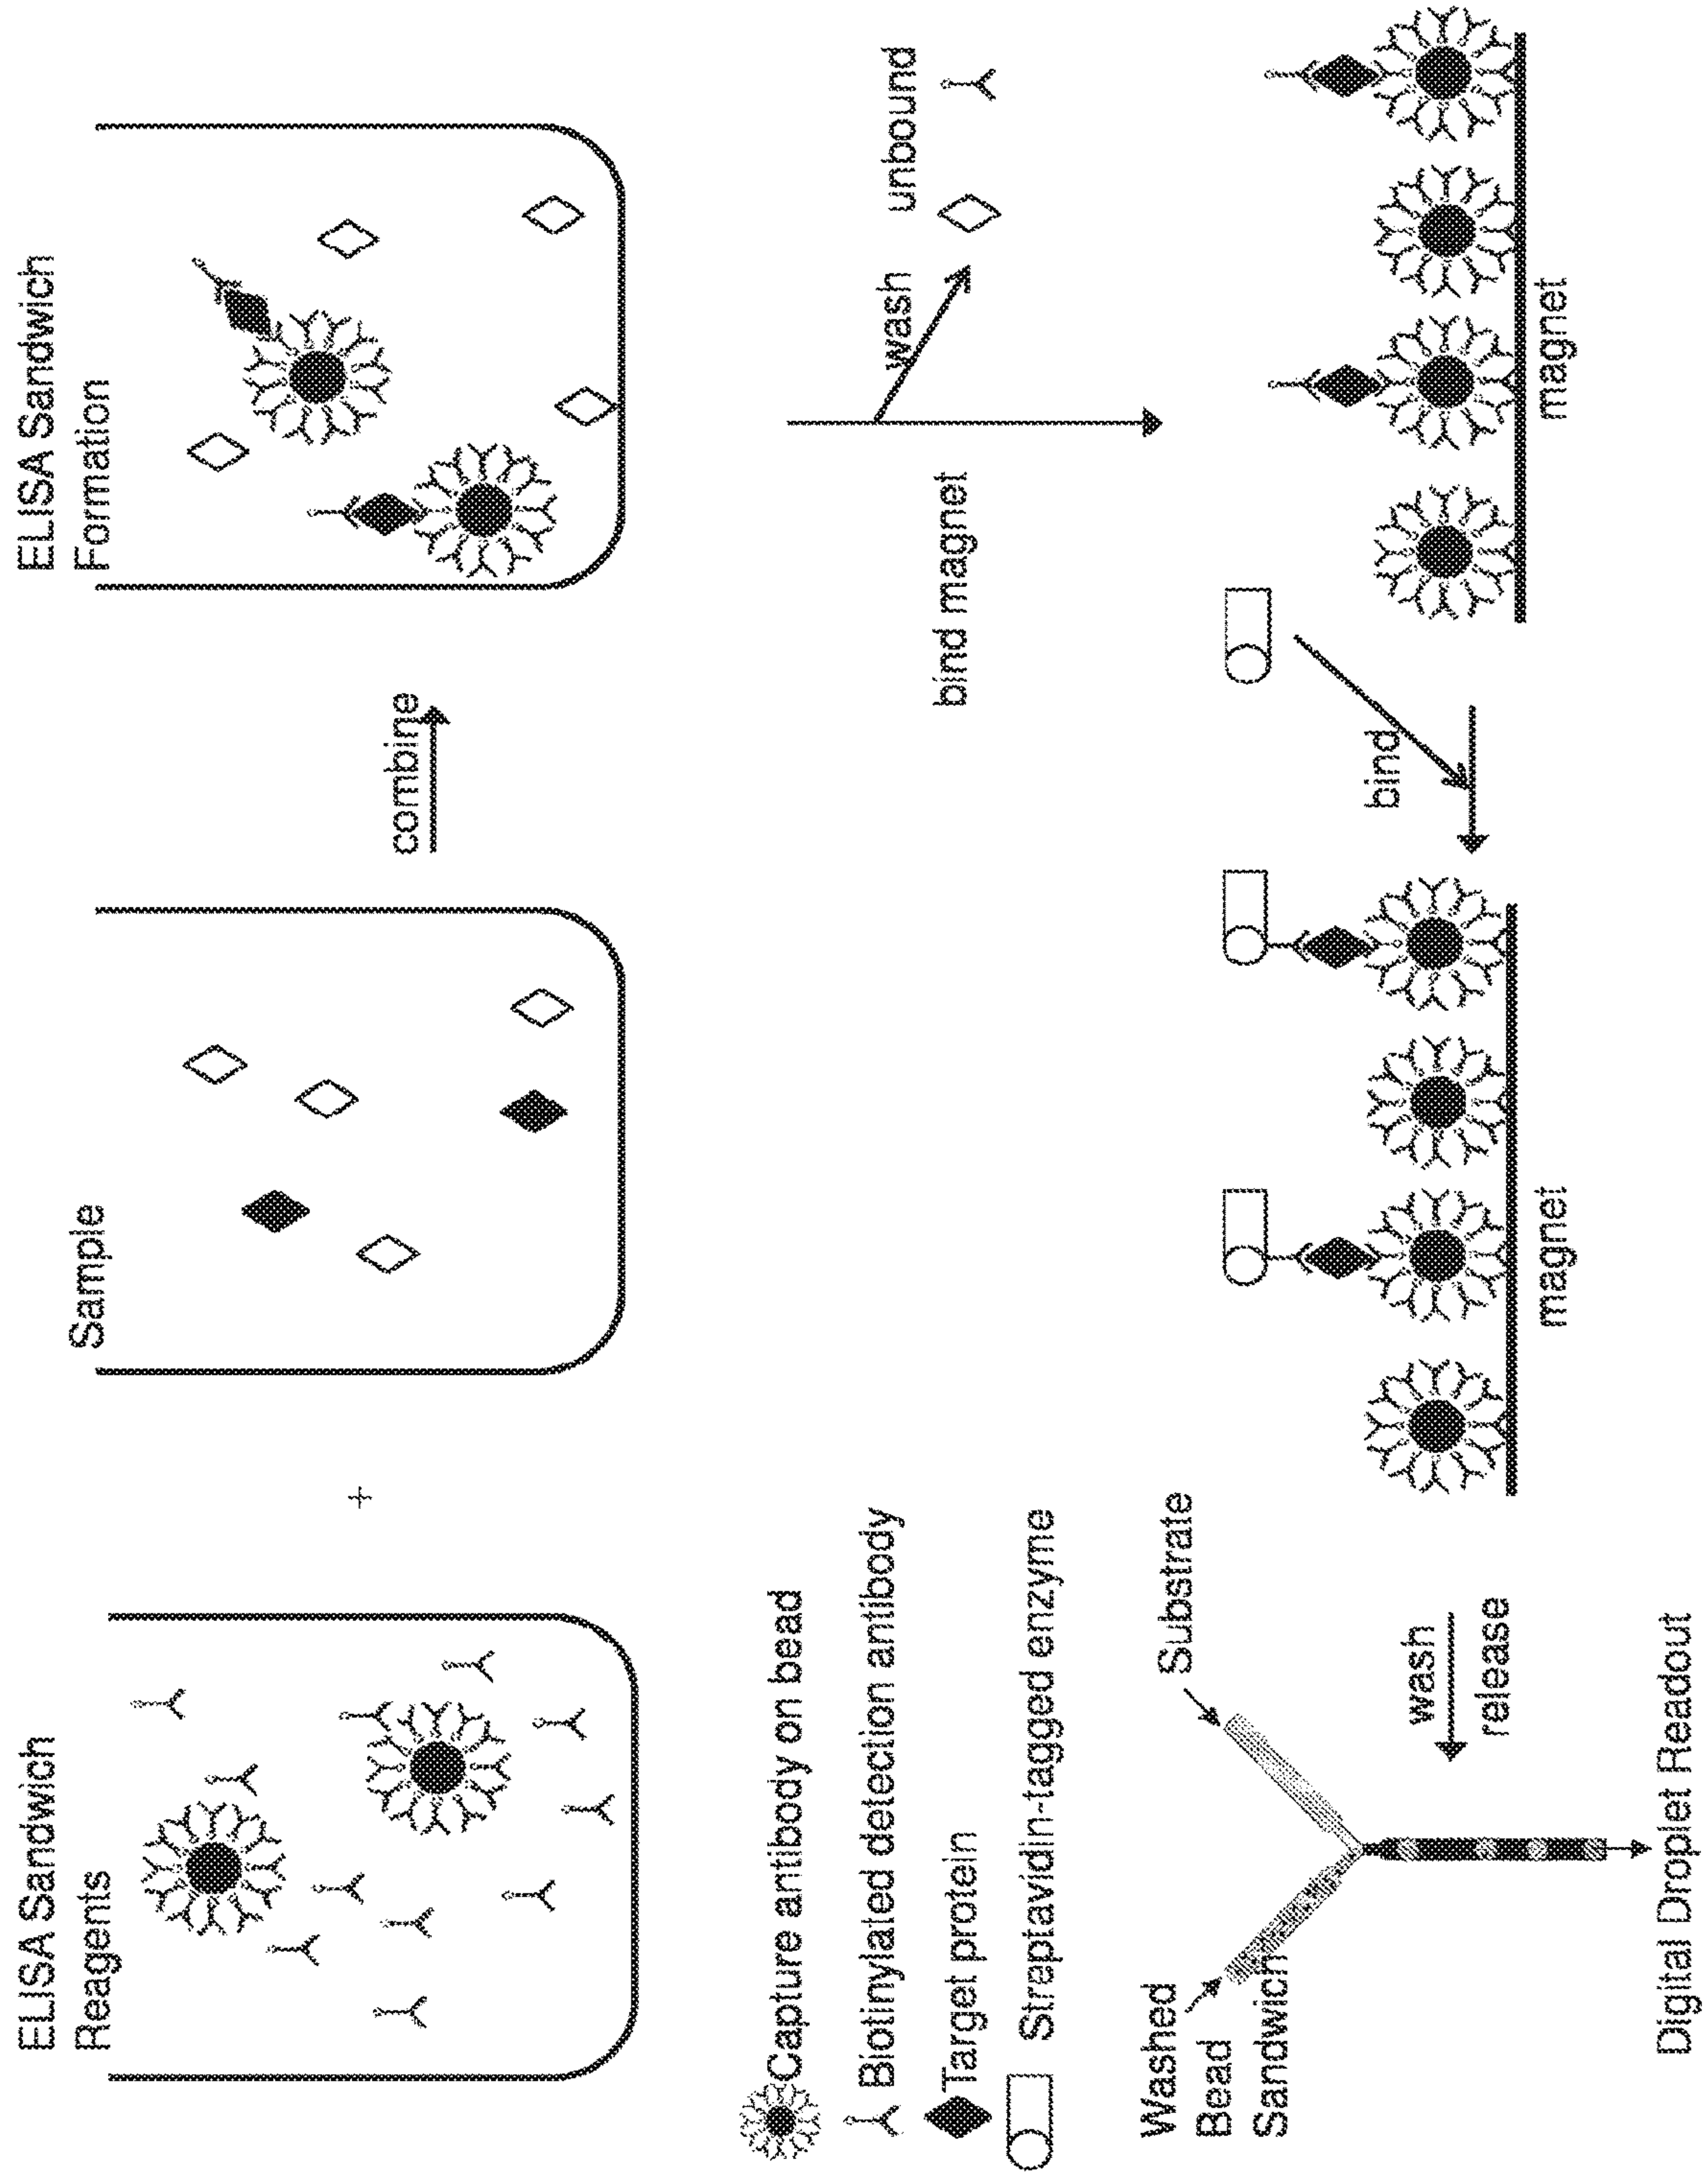 ELISA Sandwich
Reagents
+
Sample
combine
ELISA Sandwich
Formation
Capture antibody on bead
Biotinylated detection antibody
Target protein
Streptavidin-tagged enzyme
bind magnet
wash
unbound
magnet
bind
magnet
wash
release
Washed
Bead
Sandwich
Substrate
Digital Droplet Readout